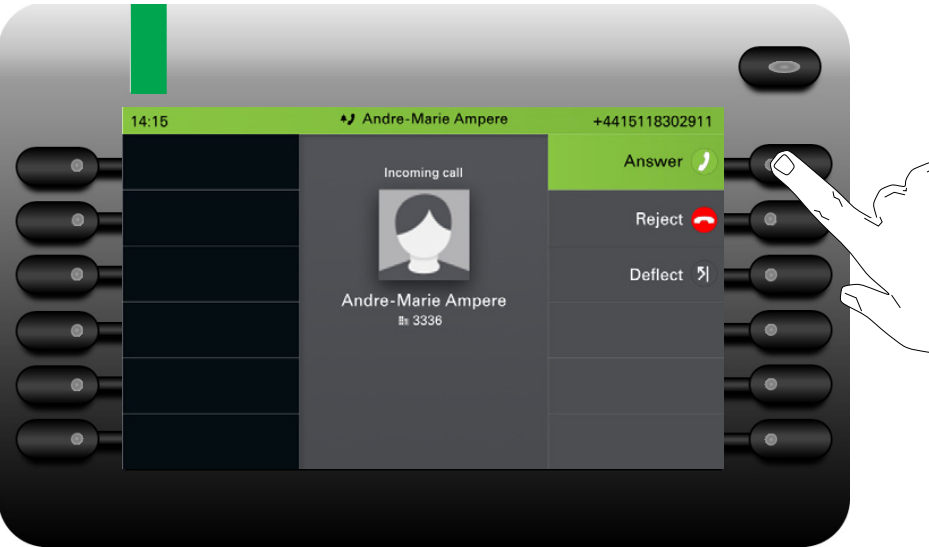 14:15 Andre-Marie Ampere +4415118302911
Incoming call
Andre-Marie Ampere
3336
Answer
Reject
Deflect